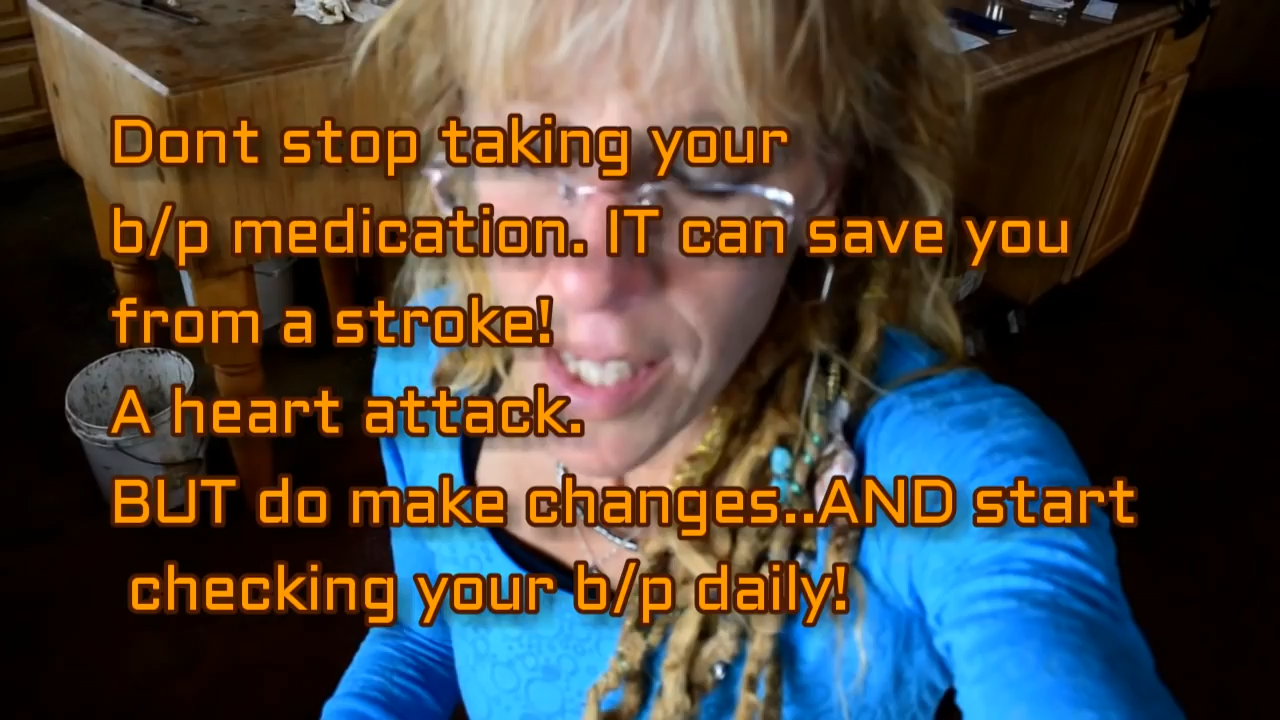 Dont stop taking your
b/p medication. IT can save you
from a stroke!
A heart attack.
BUT do make changes..AND start
checking your b/p daily!